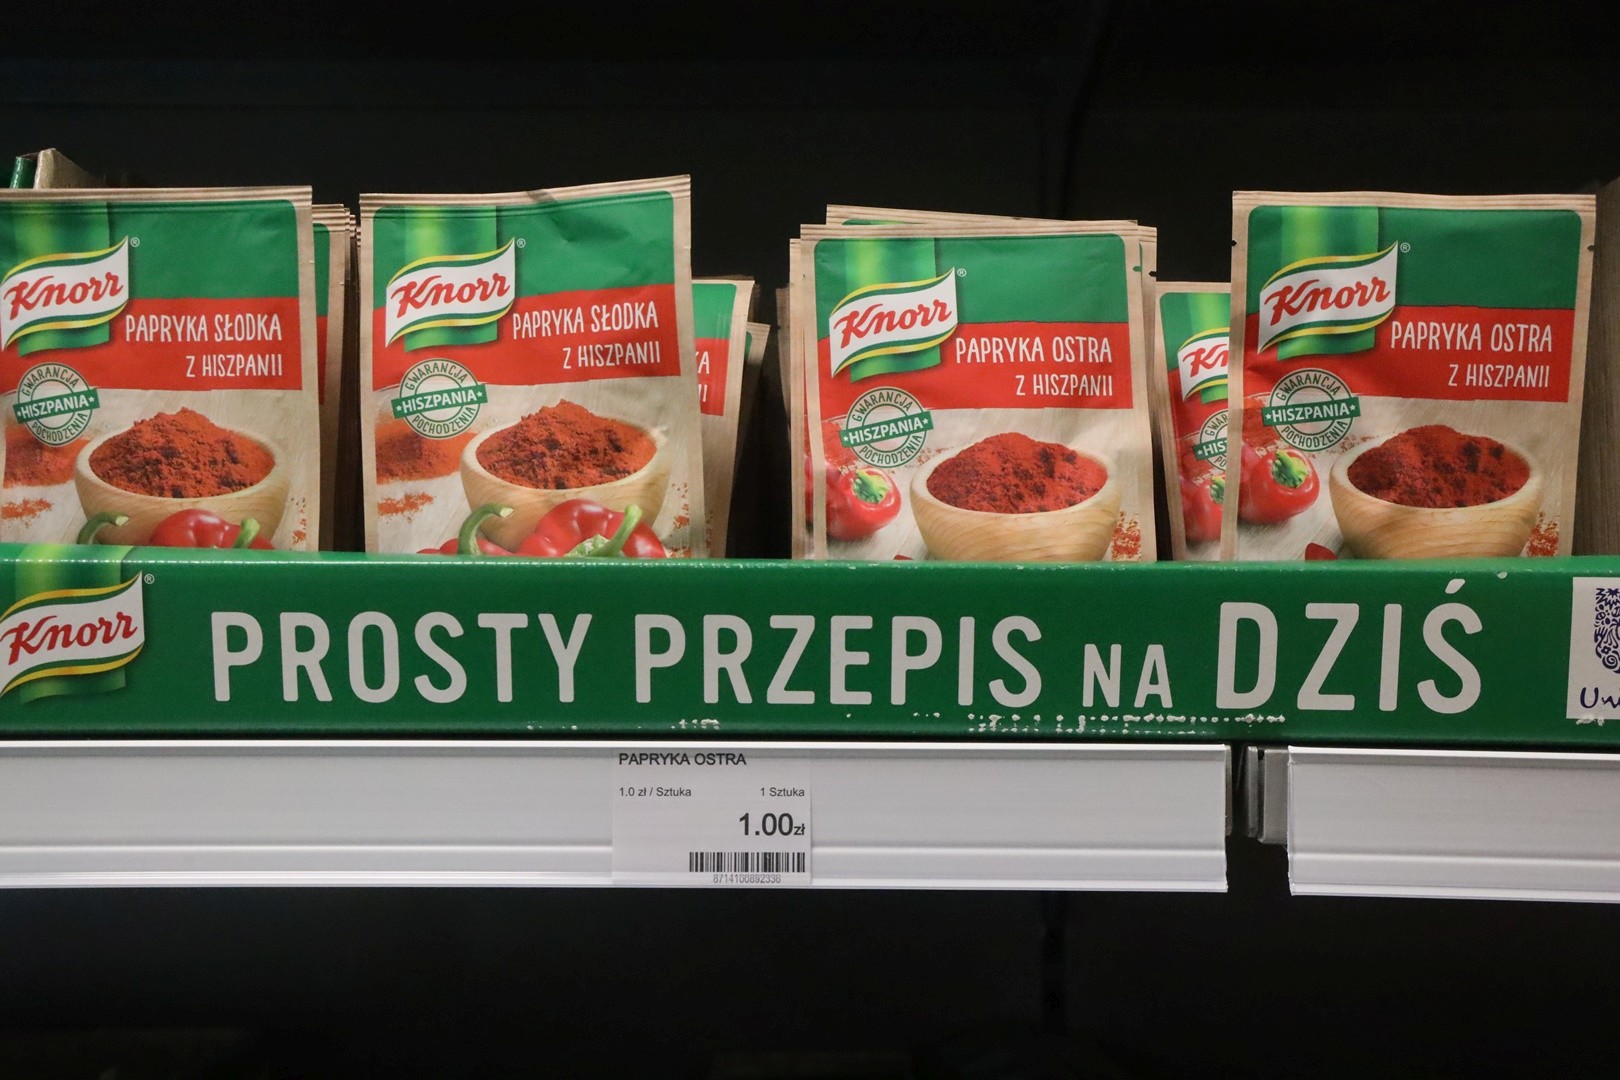 Knorr
PAPRYKA SŁODKA
Z HISZPANII
GWARANCJA
HISZPANIA
POCHODZENIA
Knorr
PAPRYKA SŁODKA
Z HISZPANII
GWARANCJA
HISZPANIA
POCHODZENIA
Knorr
PAPRYKA OSTRA
Z HISZPANII
GWARANCJA
HISZPANIA
POCHODZENIA
Knorr
PAPRYKA OSTRA
Z HISZPANII
GWARANCJA
HISZPANIA
POCHODZENIA
Knorr PROSTY PRZEPIS NA DZIŚ
PAPRYKA OSTRA
1.0 zł / Sztuka 1 Sztuka
1.00zł
8714100892336